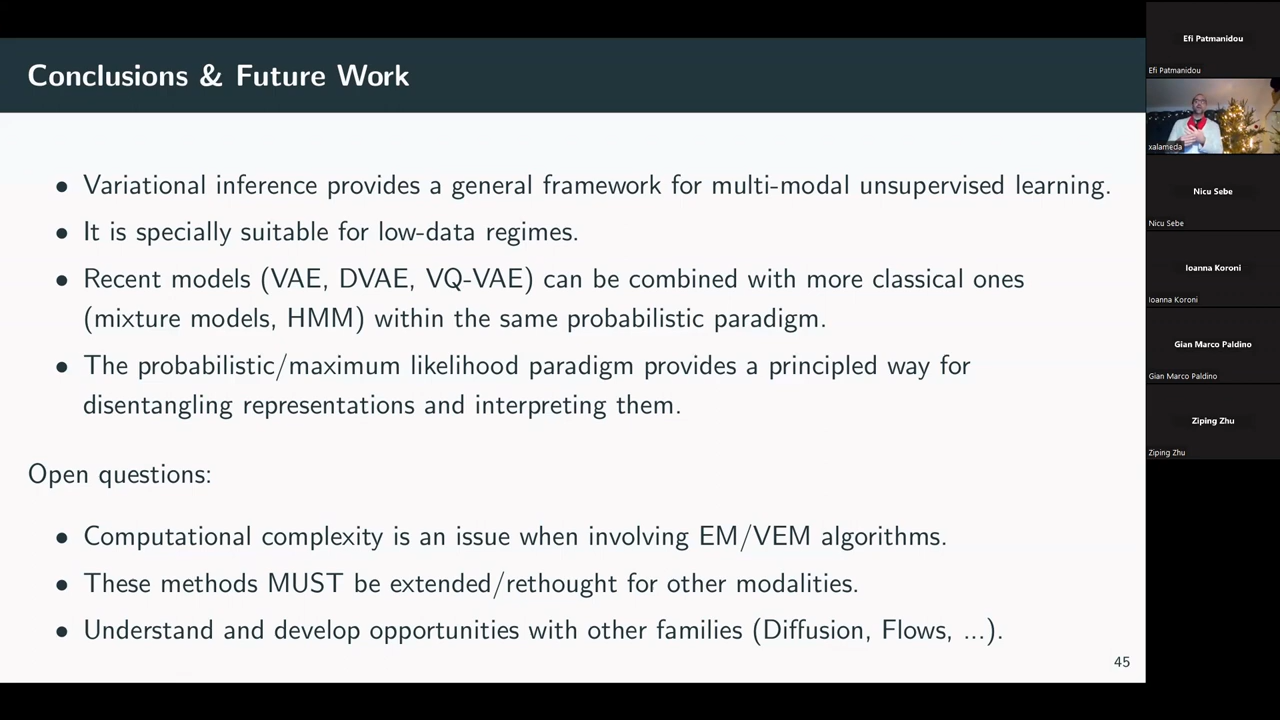 Conclusions & Future Work
• Variational inference provides a general framework for multi-modal unsupervised learning.
• It is specially suitable for low-data regimes.
• Recent models (VAE, DVAE, VQ-VAE) can be combined with more classical ones
(mixture models, HMM) within the same probabilistic paradigm.
• The probabilistic/maximum likelihood paradigm provides a principled way for
disentangling representations and interpreting them.
Open questions:
• Computational complexity is an issue when involving EM/VEM algorithms.
• These methods MUST be extended/rethought for other modalities.
• Understand and develop opportunities with other families (Diffusion, Flows, ...).
45
Efi Patmanidou
Efi Patmanidou
xalameda
Nicu Sebe
Nicu Sebe
Ioanna Koroni
Ioanna Koroni
Gian Marco Paldino
Gian Marco Paldino
Ziping Zhu
Ziping Zhu